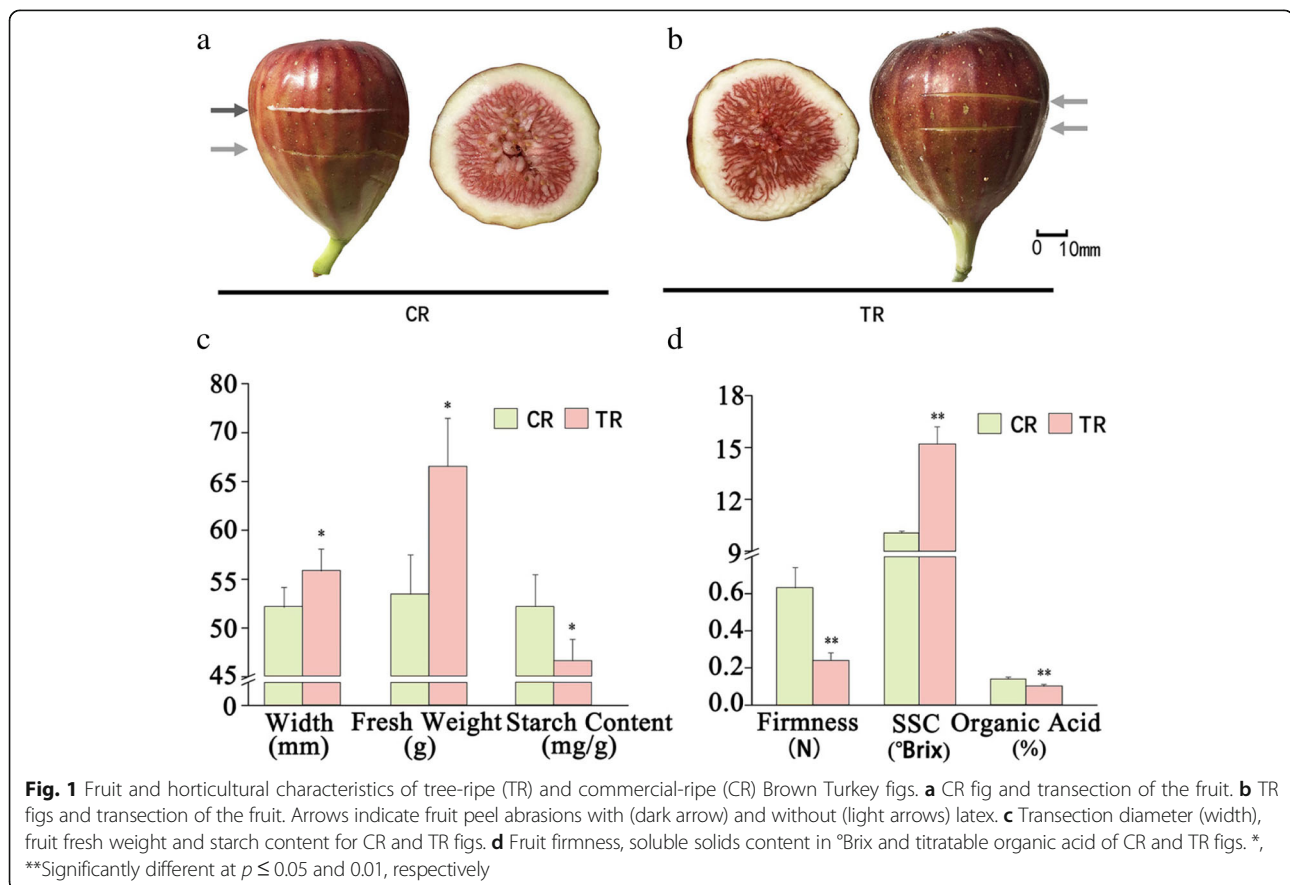 a
b
0 10mm
CR
TR
c
d
80
75
70
65
60
55
50
45
0
CR TR
*
*
*
Width
(mm)
Fresh Weight
(g)
Starch Content
(mg/g)
18
15
12
9
0.6
0.4
0.2
0.0
CR TR
**
**
**
Firmness
(N)
SSC
(°Brix)
Organic Acid
(%)
Fig. 1 Fruit and horticultural characteristics of tree-ripe (TR) and commercial-ripe (CR) Brown Turkey figs. a CR fig and transection of the fruit. b TR
figs and transection of the fruit. Arrows indicate fruit peel abrasions with (dark arrow) and without (light arrows) latex. c Transection diameter (width),
fruit fresh weight and starch content for CR and TR figs. d Fruit firmness, soluble solids content in °Brix and titratable organic acid of CR and TR figs. *,
**Significantly different at p ≤ 0.05 and 0.01, respectively